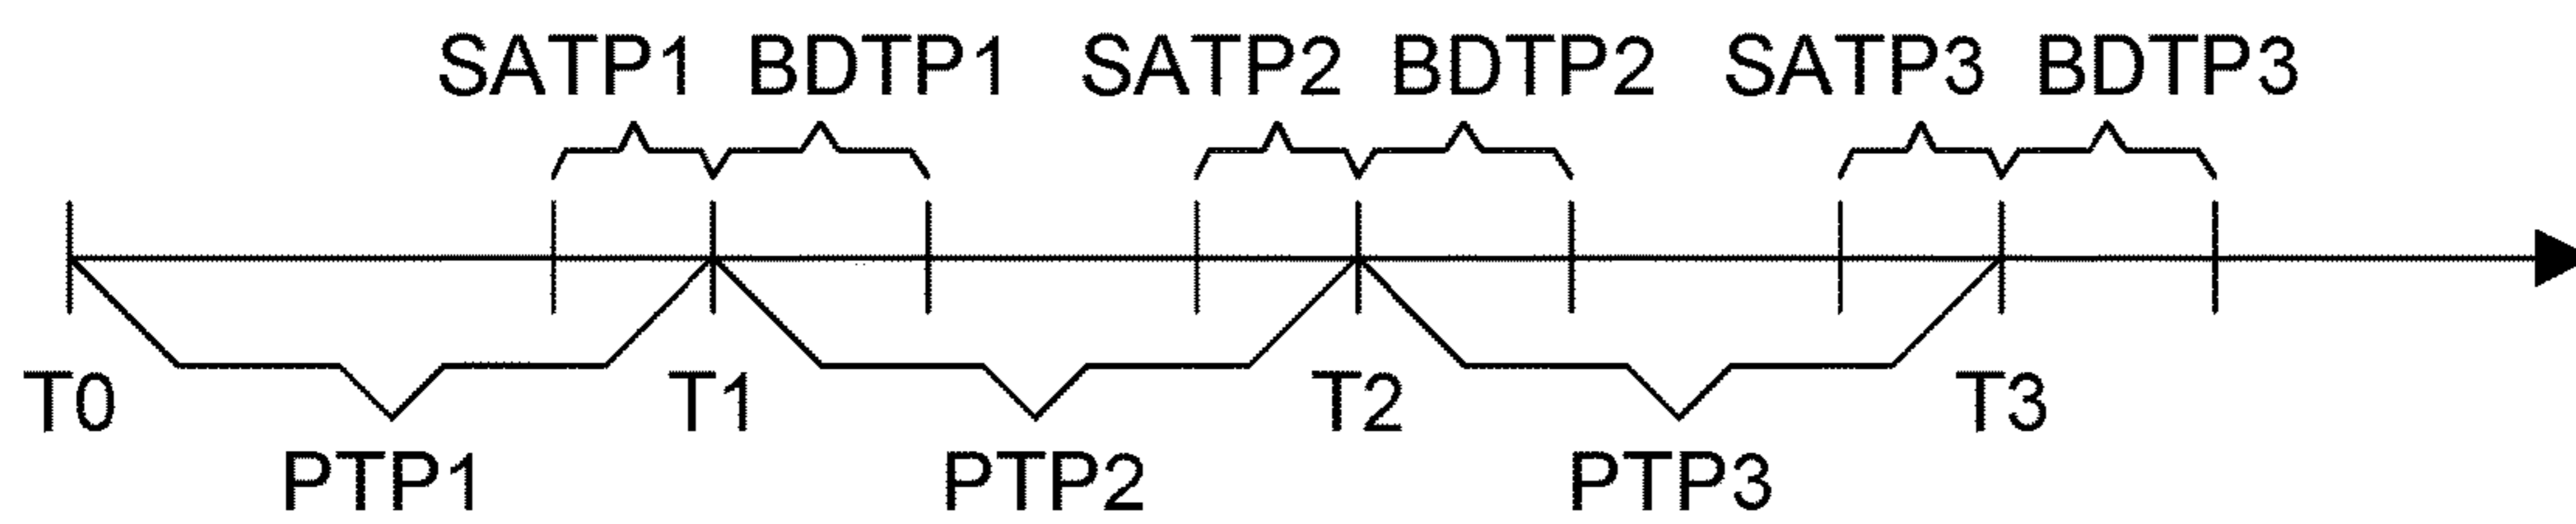 SATP1 BDTP1 SATP2 BDTP2 SATP3 BDTP3
T0 T1 T2 T3
PTP1 PTP2 PTP3